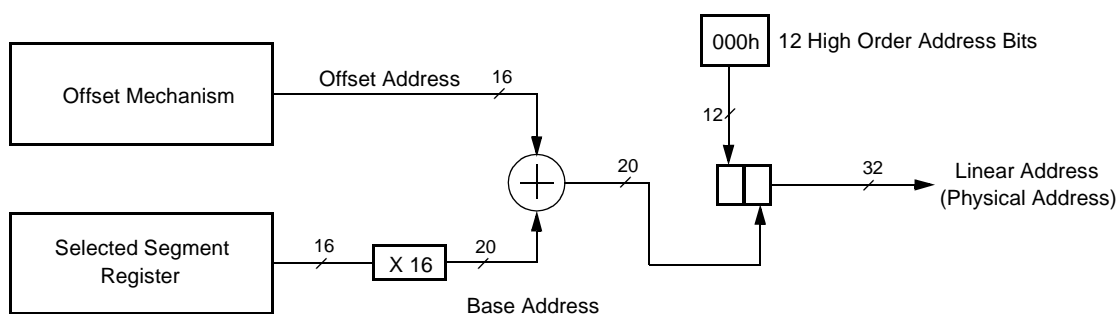 000h
12 High Order Address Bits
Offset Mechanism
Offset Address
16
12
20
32
Linear Address
(Physical Address)
Selected Segment
Register
16
X 16
20
Base Address